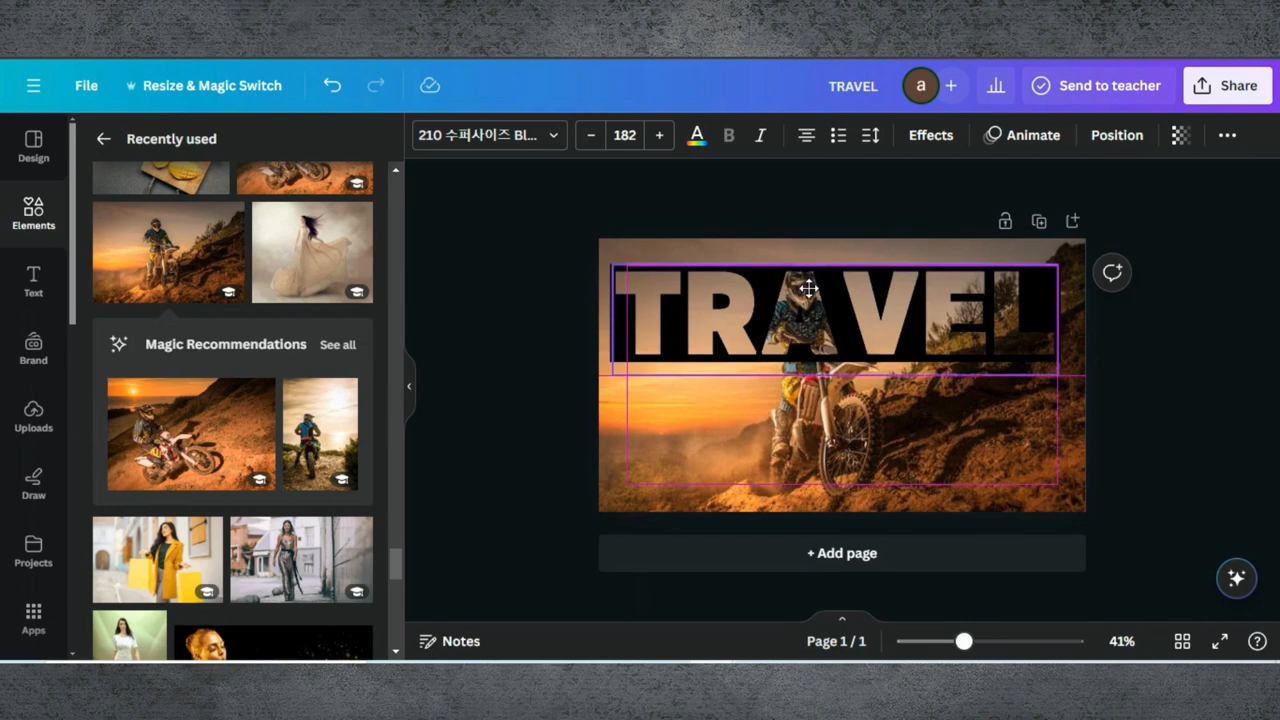 File
Resize & Magic Switch
TRAVEL
a
+
Send to teacher
Share
Design
Elements
Text
Brand
Uploads
Draw
Projects
Apps
Recently used
Magic Recommendations
See all
210 수퍼사이즈 Bl...
− 182 +
A
B
I
Effects
Animate
Position
TRAVEL
+ Add page
Notes
Page 1 / 1
41%